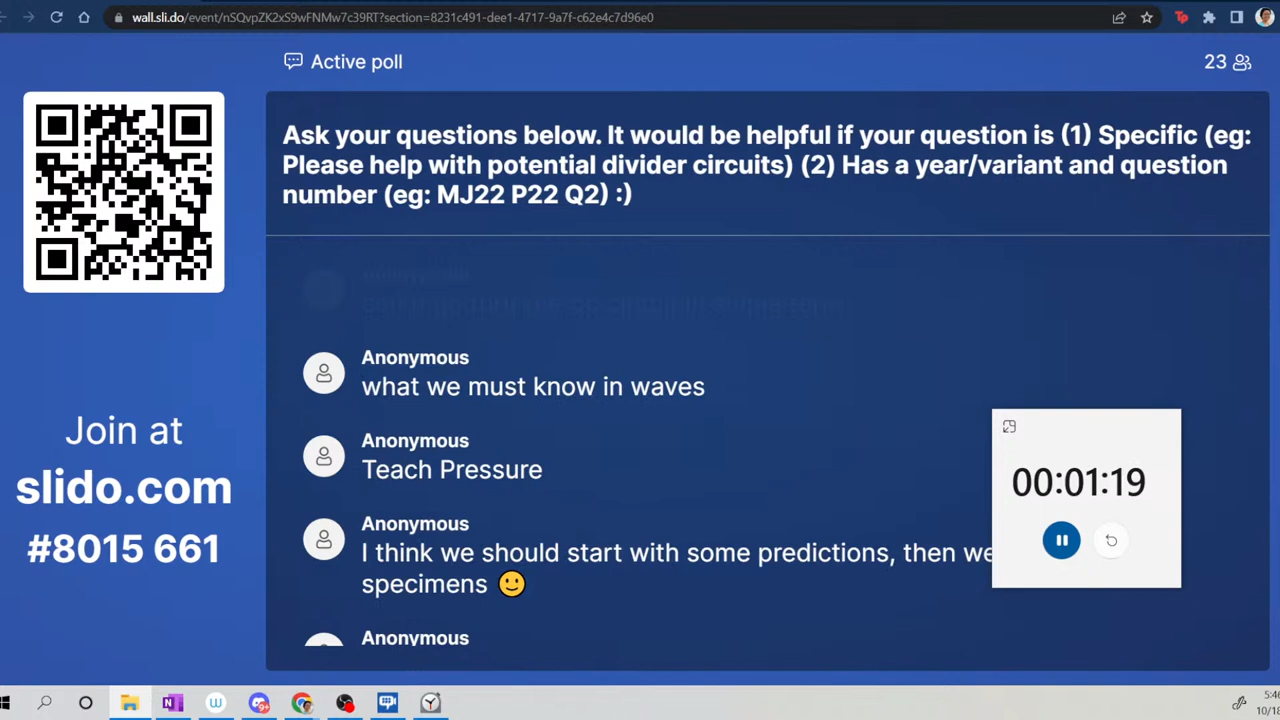 wall.sli.do/event/nSQvpZK2xS9wFNMw7c39RT?section=8231c491-dee1-4717-9a7f-c62e4c7d96e0
Active poll
23
Ask your questions below. It would be helpful if your question is (1) Specific (eg:
Please help with potential divider circuits) (2) Has a year/variant and question
number (eg: MJ22 P22 Q2) :)
Anonymous
what we must know in waves
Anonymous
Teach Pressure
Anonymous
I think we should start with some predictions, then we
specimens
Anonymous
00:01:19
Join at
slido.com
#8015 661
5:46
10/18